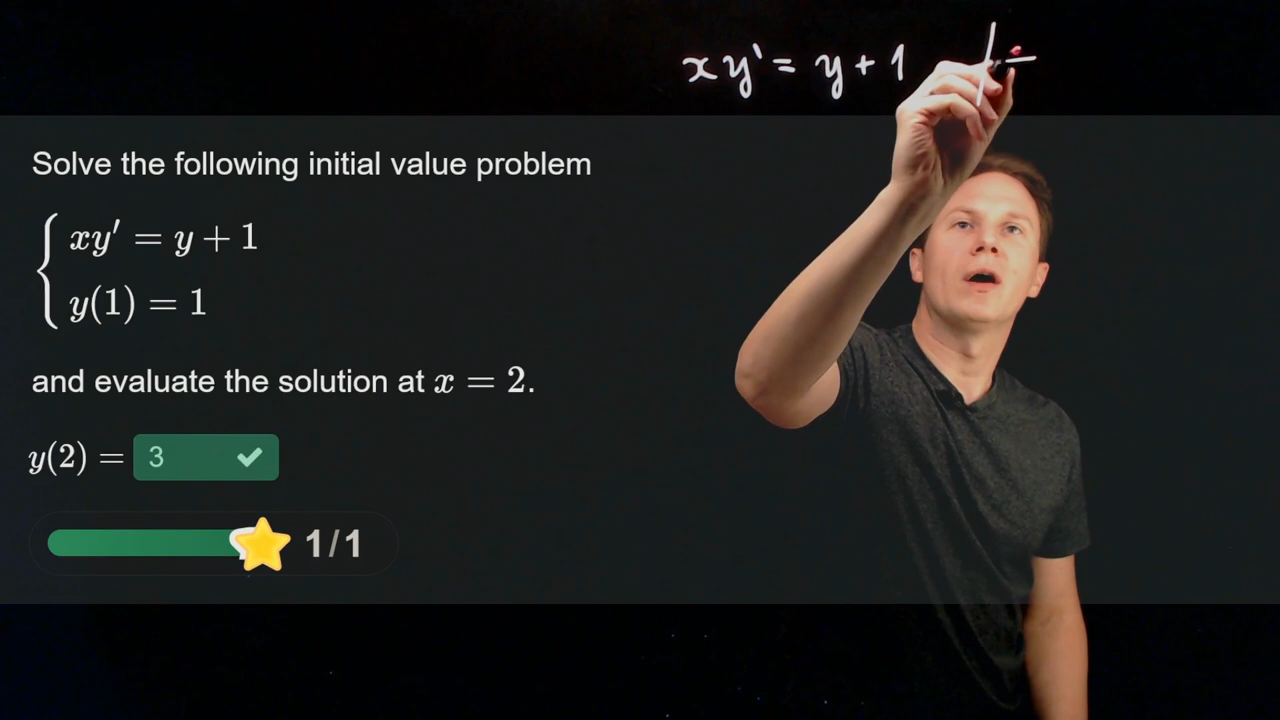 xy' = y + 1 | ÷
Solve the following initial value problem
xy′ = y + 1
y(1) = 1
and evaluate the solution at x = 2.
y(2) = 3
1/1